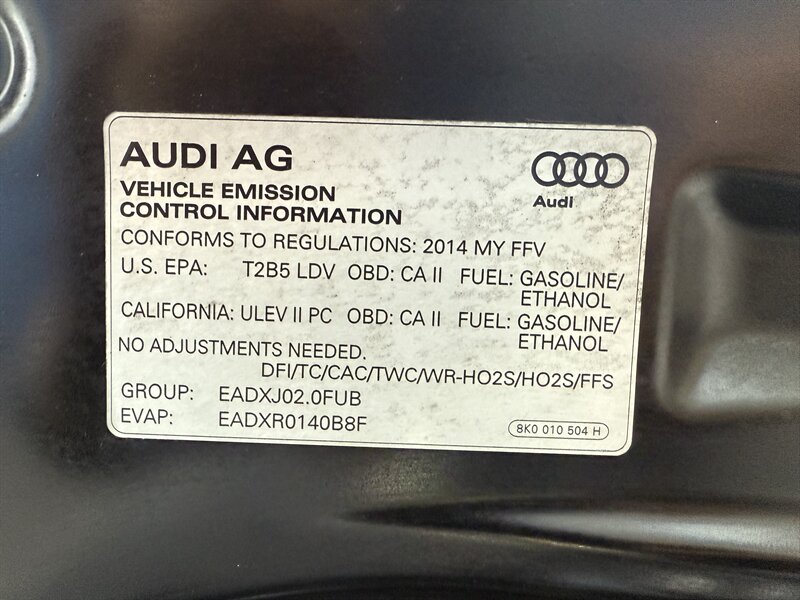 AUDI AG
Audi
VEHICLE EMISSION
CONTROL INFORMATION
CONFORMS TO REGULATIONS: 2014 MY FFV
U.S. EPA: T2B5 LDV OBD: CA II FUEL: GASOLINE/
ETHANOL
CALIFORNIA: ULEV II PC OBD: CA II FUEL: GASOLINE/
ETHANOL
NO ADJUSTMENTS NEEDED.
DFI/TC/CAC/TWC/WR-HO2S/HO2S/FFS
GROUP: EADXJ02.0FUB
EVAP: EADXR0140B8F
8K0 010 504 H